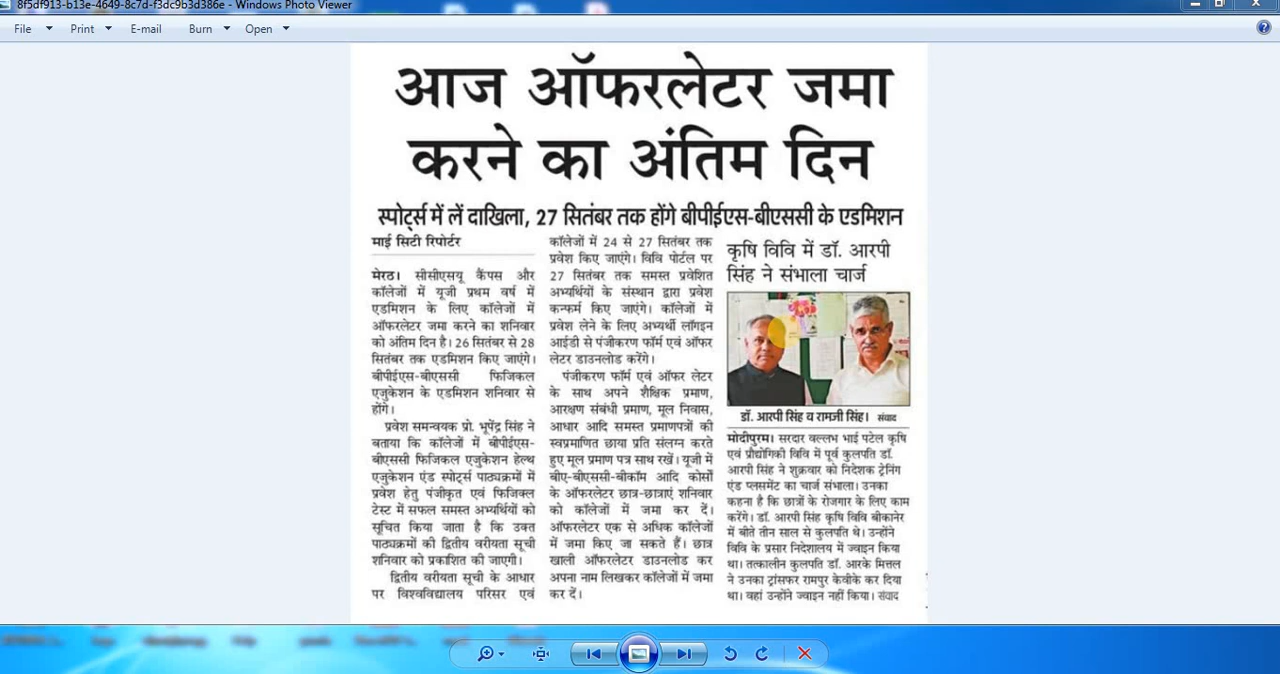 8f5df913-b13e-4649-8c7d-f3dc9b3d386e - Windows Photo Viewer
File Print E-mail Burn Open
आज ऑफरलेटर जमा
करने का अंतिम दिन
स्पोर्ट्स में लें दाखिला, 27 सितंबर तक होंगे बीपीईएस-बीएससी के एडमिशन
माई सिटी रिपोर्टर
मेरठ। सीसीएसयू कैंपस और
कॉलेजों में यूजी प्रथम वर्ष में
एडमिशन के लिए कॉलेजों में
ऑफरलेटर जमा करने का शनिवार
को अंतिम दिन है। 26 सितंबर से 28
सितंबर तक एडमिशन किए जाएंगे।
बीपीईएस-बीएससी फिजिकल
एजुकेशन के एडमिशन शनिवार से
होंगे।
प्रवेश समन्वयक प्रो. भूपेंद्र सिंह ने
बताया कि कॉलेजों में बीपीईएस-
बीएससी फिजिकल एजुकेशन हेल्थ
एजुकेशन एंड स्पोर्ट्स पाठ्यक्रमों में
प्रवेश हेतु पंजीकृत एवं फिजिक्ल
टेस्ट में सफल समस्त अभ्यर्थियों को
सूचित किया जाता है कि उक्त
पाठ्यक्रमों की द्वितीय वरीयता सूची
शनिवार को प्रकाशित की जाएगी।
द्वितीय वरीयता सूची के आधार
पर विश्वविद्यालय परिसर एवं
कॉलेजों में 24 से 27 सितंबर तक
प्रवेश किए जाएंगे। विवि पोर्टल पर
27 सितंबर तक समस्त प्रवेशित
अभ्यर्थियों के संस्थान द्वारा प्रवेश
कन्फर्म किए जाएंगे। कॉलेजों में
प्रवेश लेने के लिए अभ्यर्थी लॉगइन
आईडी से पंजीकरण फॉर्म एवं ऑफर
लेटर डाउनलोड करेंगे।
पंजीकरण फॉर्म एवं ऑफर लेटर
के साथ अपने शैक्षिक प्रमाण,
आरक्षण संबंधी प्रमाण, मूल निवास,
आधार आदि समस्त प्रमाणपत्रों की
स्वप्रमाणित छाया प्रति संलग्न करते
हुए मूल प्रमाण पत्र साथ रखें। यूजी में
बीए-बीएससी-बीकॉम आदि कोर्सों
के ऑफरलेटर छात्र-छात्राएं शनिवार
को कॉलेजों में जमा कर दें।
ऑफरलेटर एक से अधिक कॉलेजों
में जमा किए जा सकते हैं। छात्र
खाली ऑफरलेटर डाउनलोड कर
अपना नाम लिखकर कॉलेजों में जमा
कर दें।
कृषि विवि में डॉ. आरपी
सिंह ने संभाला चार्ज
डॉ. आरपी सिंह व रामजी सिंह। संवाद
मोदीपुरम। सरदार वल्लभ भाई पटेल कृषि
एवं प्रौद्योगिकी विवि में पूर्व कुलपति डॉ.
आरपी सिंह ने शुक्रवार को निदेशक ट्रेनिंग
एंड प्लसमेंट का चार्ज संभाला। उनका
कहना है कि छात्रों के रोजगार के लिए काम
करेंगे। डॉ. आरपी सिंह कृषि विवि बीकानेर
में बीते तीन साल से कुलपति थे। उन्होंने
विवि के प्रसार निदेशालय में ज्वाइन किया
था। तत्कालीन कुलपति डॉ. आरके मित्तल
ने उनका ट्रांसफर रामपुर केवीके कर दिया
था। वहां उन्होंने ज्वाइन नहीं किया। संवाद